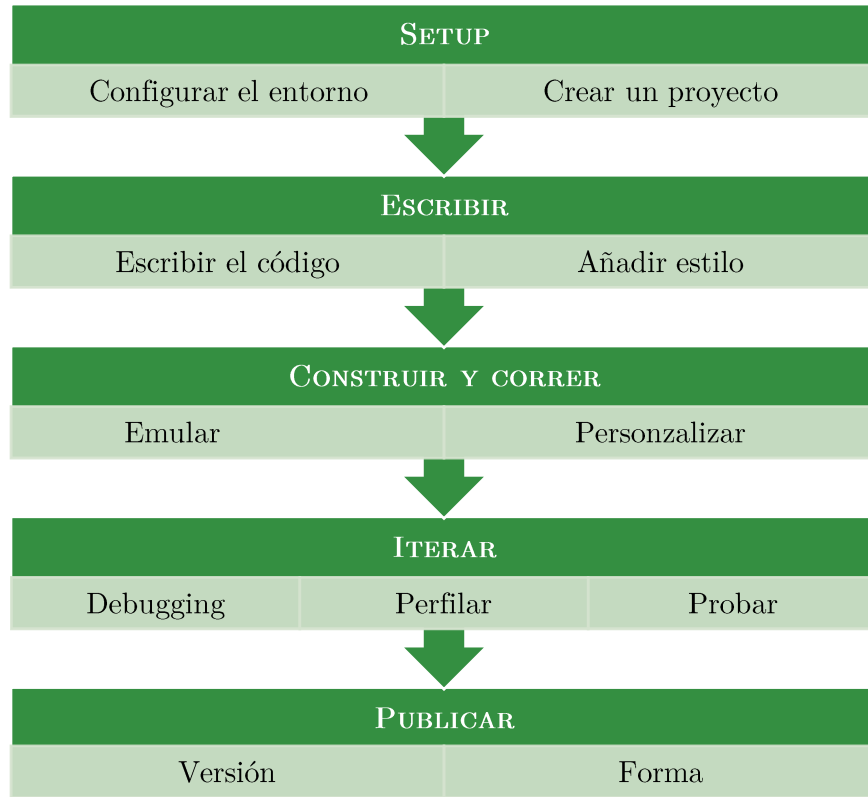 SETUP
Configurar el entorno Crear un proyecto
ESCRIBIR
Escribir el código Añadir estilo
CONSTRUIR Y CORRER
Emular Personzalizar
ITERAR
Debugging Perfilar Probar
PUBLICAR
Versión Forma